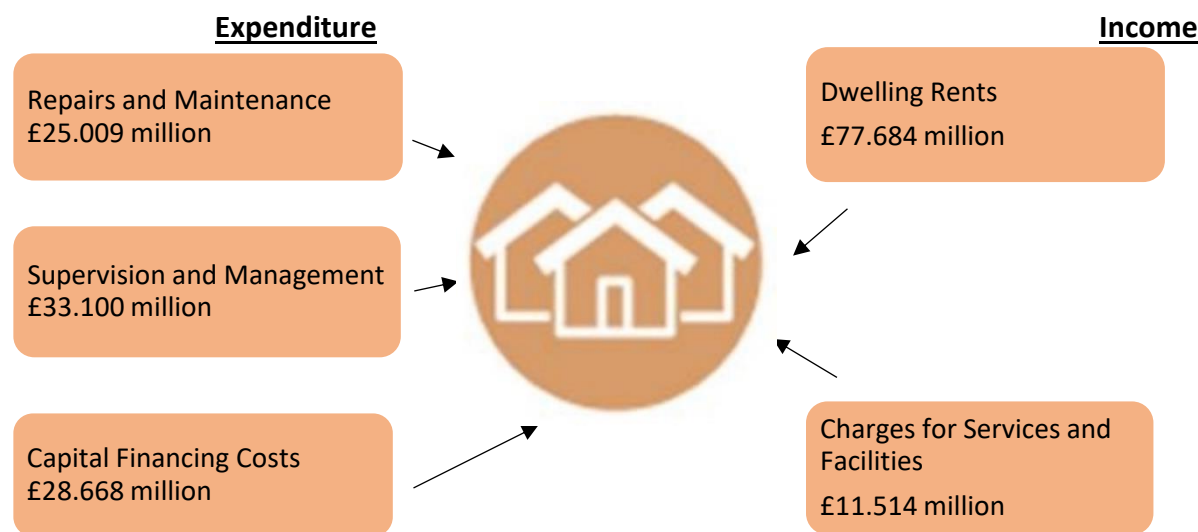 Expenditure
Repairs and Maintenance
£25.009 million
Supervision and Management
£33.100 million
Capital Financing Costs
£28.668 million
Income
Dwelling Rents
£77.684 million
Charges for Services and
Facilities
£11.514 million